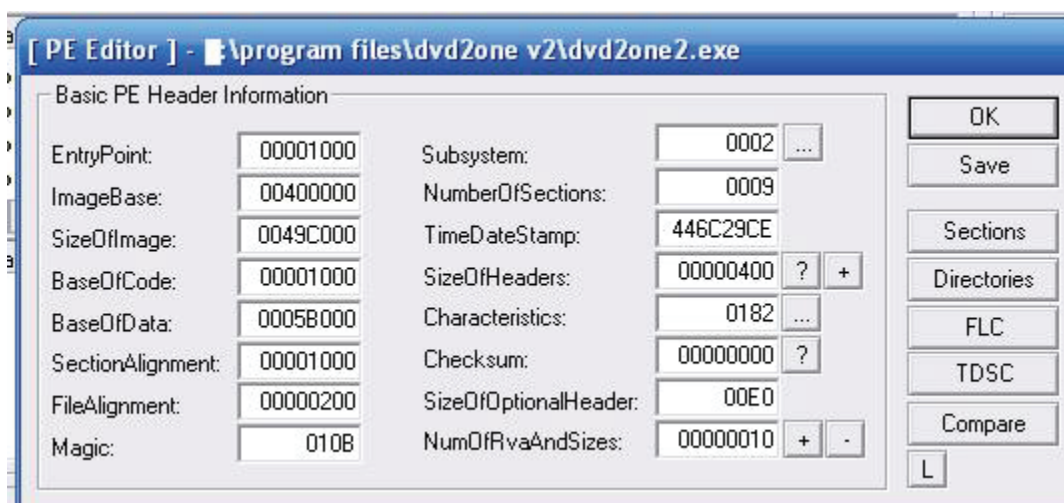 [ PE Editor ] - :\program files\dvd2one v2\dvd2one2.exe
Basic PE Header Information
EntryPoint: 00001000
ImageBase: 00400000
SizeOfImage: 0049C000
BaseOfCode: 00001000
BaseOfData: 0005B000
SectionAlignment: 00001000
FileAlignment: 00000200
Magic: 010B
Subsystem: 0002 ...
NumberOfSections: 0009
TimeDateStamp: 446C29CE
SizeOfHeaders: 00000400 ? +
Characteristics: 0182 ...
Checksum: 00000000 ?
SizeOfOptionalHeader: 00E0
NumOfRvaAndSizes: 00000010 + -
OK
Save
Sections
Directories
FLC
TDSC
Compare
L